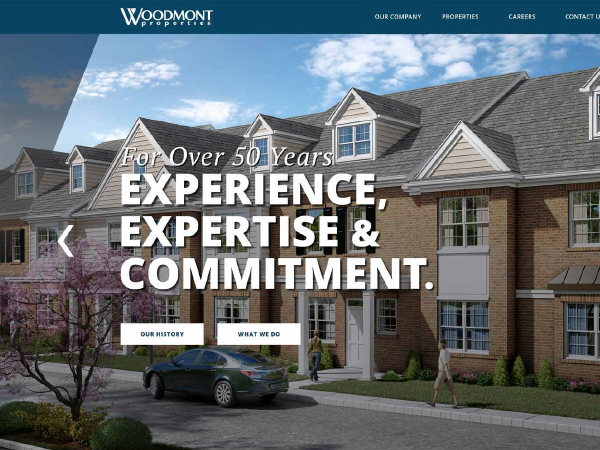 WOODMONT
properties
OUR COMPANY
PROPERTIES
CAREERS
CONTACT U
For Over 50 Years
EXPERIENCE,
EXPERTISE &
COMMITMENT.
OUR HISTORY
WHAT WE DO